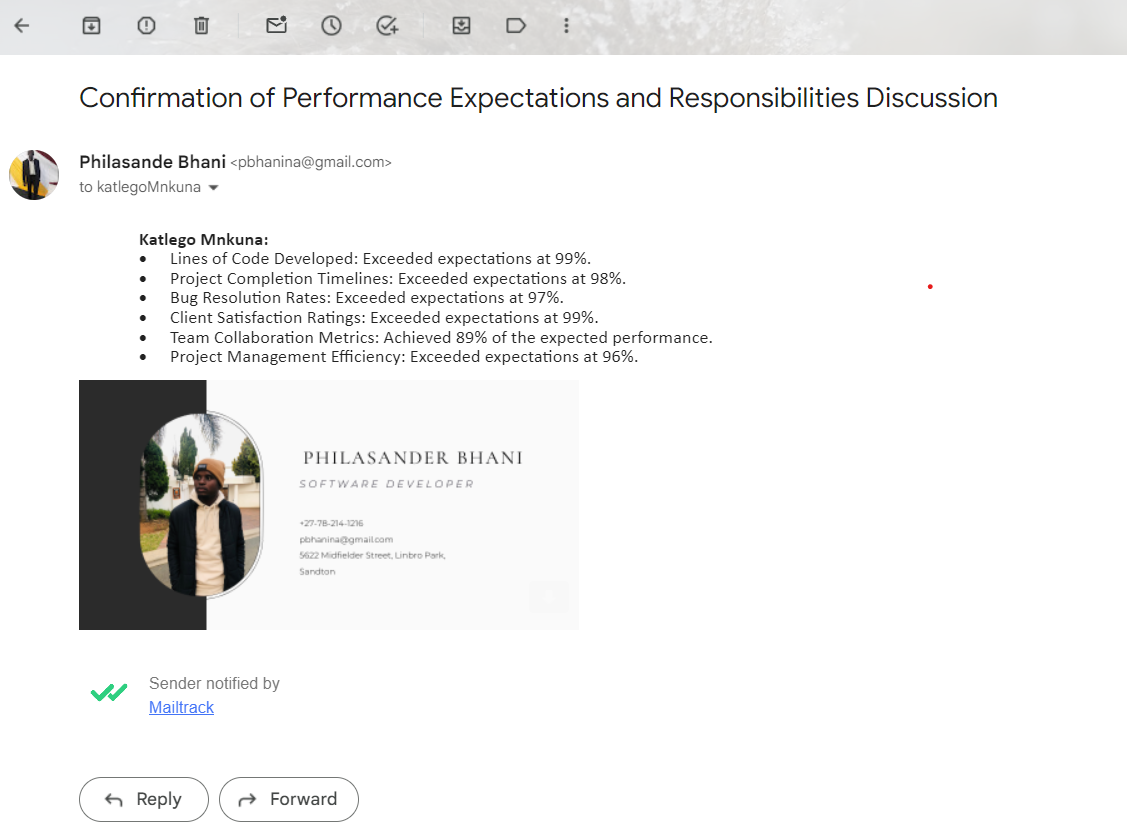 Confirmation of Performance Expectations and Responsibilities Discussion
Philasande Bhani <pbhanina@gmail.com>
to katlegoMnkuna
Katlego Mnkuna:
• Lines of Code Developed: Exceeded expectations at 99%.
• Project Completion Timelines: Exceeded expectations at 98%.
• Bug Resolution Rates: Exceeded expectations at 97%.
• Client Satisfaction Ratings: Exceeded expectations at 99%.
• Team Collaboration Metrics: Achieved 89% of the expected performance.
• Project Management Efficiency: Exceeded expectations at 96%.
PHILASANDER BHANI
SOFTWARE DEVELOPER
+27-78-214-1216
pbhanina@gmail.com
5622 Midfielder Street, Linbro Park,
Sandton
Sender notified by
Mailtrack
Reply
Forward